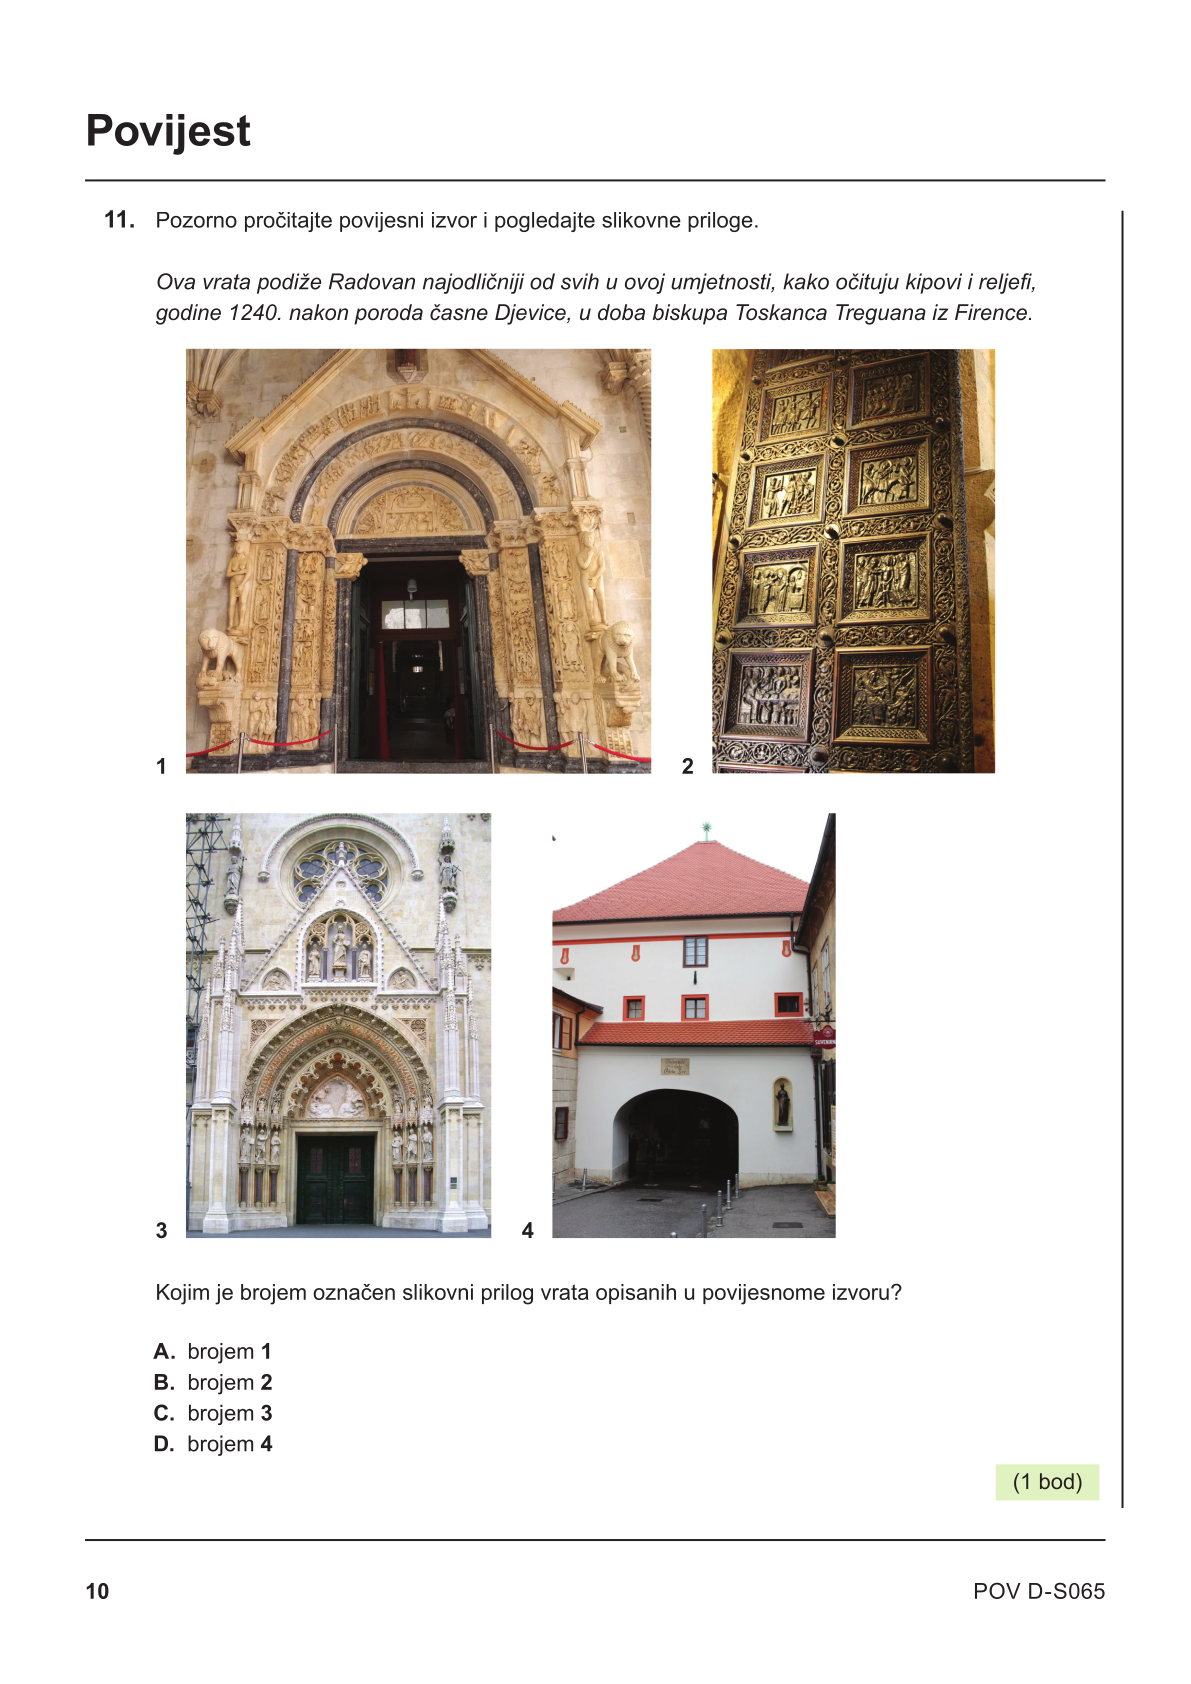 Povijest
11. Pozorno pročitajte povijesni izvor i pogledajte slikovne priloge.
Ova vrata podiže Radovan najodličniji od svih u ovoj umjetnosti, kako očituju kipovi i reljefi,
godine 1240. nakon poroda časne Djevice, u doba biskupa Toskanca Treguana iz Firence.
1
2
3
4
Kojim je brojem označen slikovni prilog vrata opisanih u povijesnome izvoru?
A. brojem 1
B. brojem 2
C. brojem 3
D. brojem 4
(1 bod)
10
POV D-S065